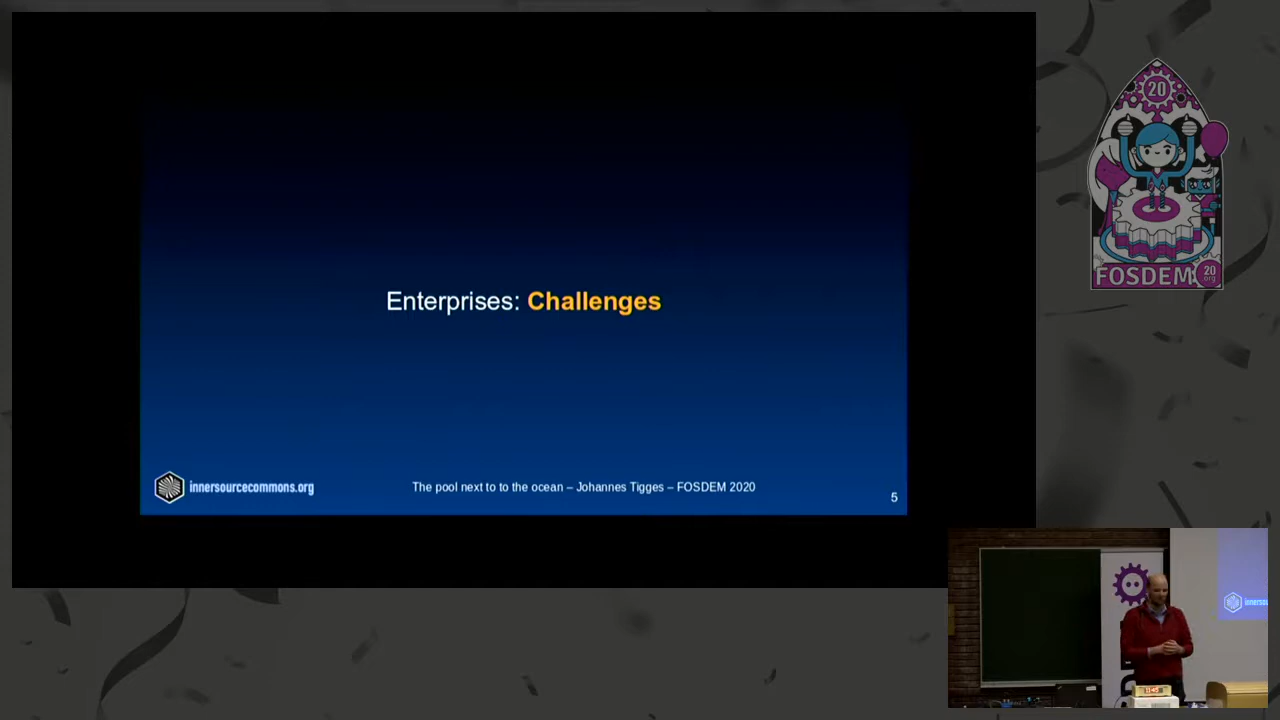 Enterprises: Challenges
innersourcecommons.org
The pool next to to the ocean – Johannes Tigges – FOSDEM 2020
5
20
FOSDEM
20
.org